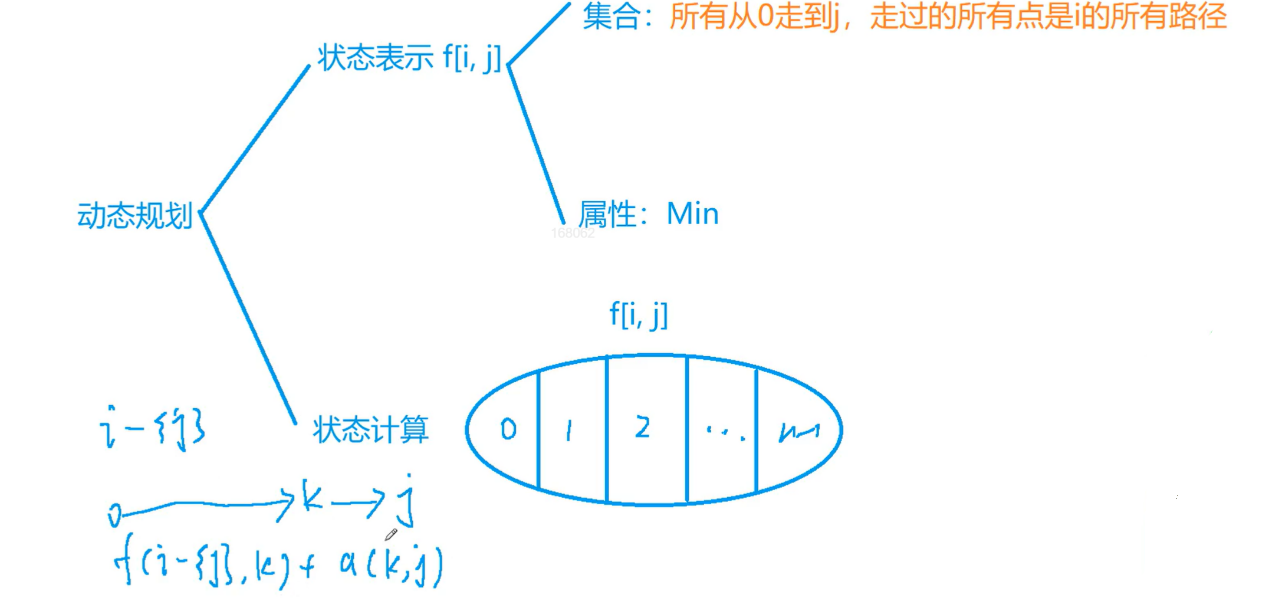 集合：所有从0走到j，走过的所有点是i的所有路径
状态表示 f[i, j]
动态规划
属性：Min
168062
f[i, j]
状态计算
0 1 2 ... n-1
i-{j}
0 → k → j
f(i-{j}, k) + a(k, j)